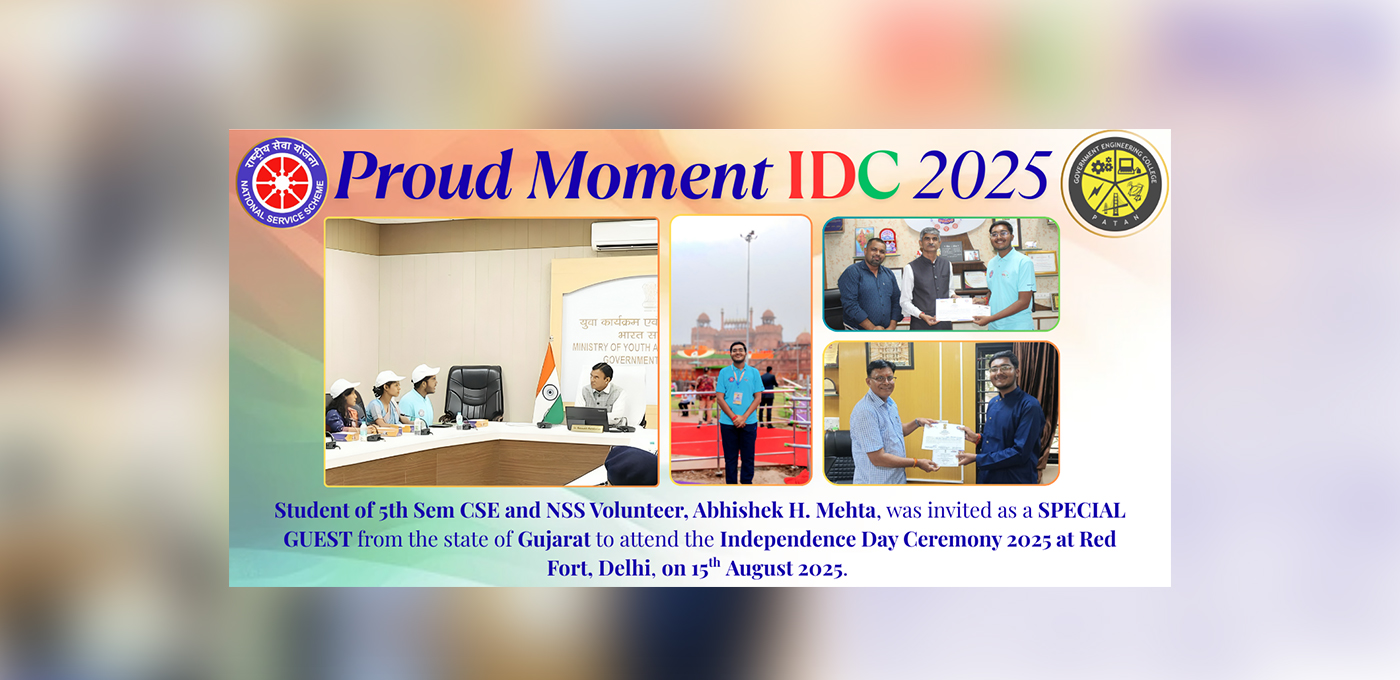 राष्ट्रीय सेवा योजना
NATIONAL SERVICE SCHEME
Proud Moment IDC 2025
GOVERNMENT ENGINEERING COLLEGE
PATAN
युवा कार्यक्रम एव
भारत स
MINISTRY OF YOUTH A
GOVERNMENT
Student of 5th Sem CSE and NSS Volunteer, Abhishek H. Mehta, was invited as a SPECIAL
GUEST from the state of Gujarat to attend the Independence Day Ceremony 2025 at Red
Fort, Delhi, on 15th August 2025.